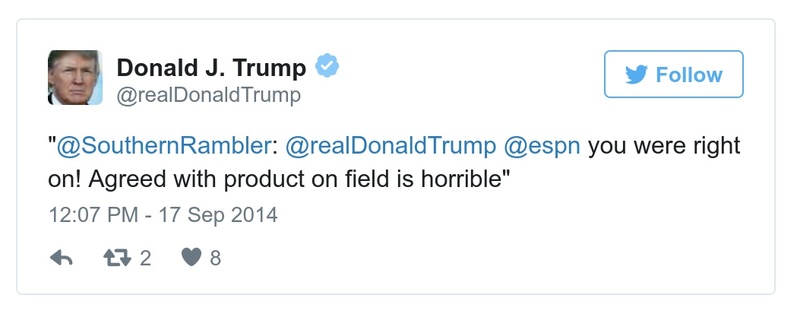 Donald J. Trump
@realDonaldTrump
Follow
"@SouthernRambler: @realDonaldTrump @espn you were right
on! Agreed with product on field is horrible"
12:07 PM - 17 Sep 2014
2 8